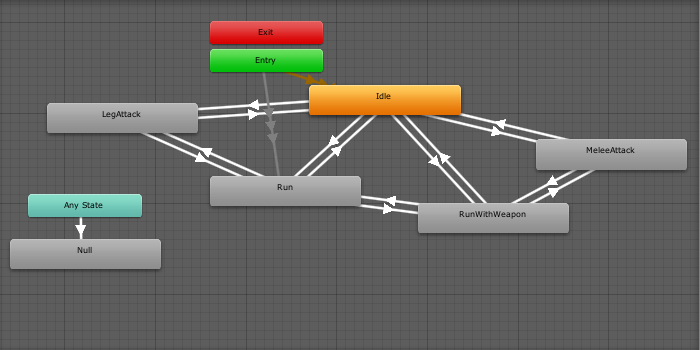 Exit
Entry
Idle
LegAttack
MeleeAttack
Run
Any State
RunWithWeapon
Null